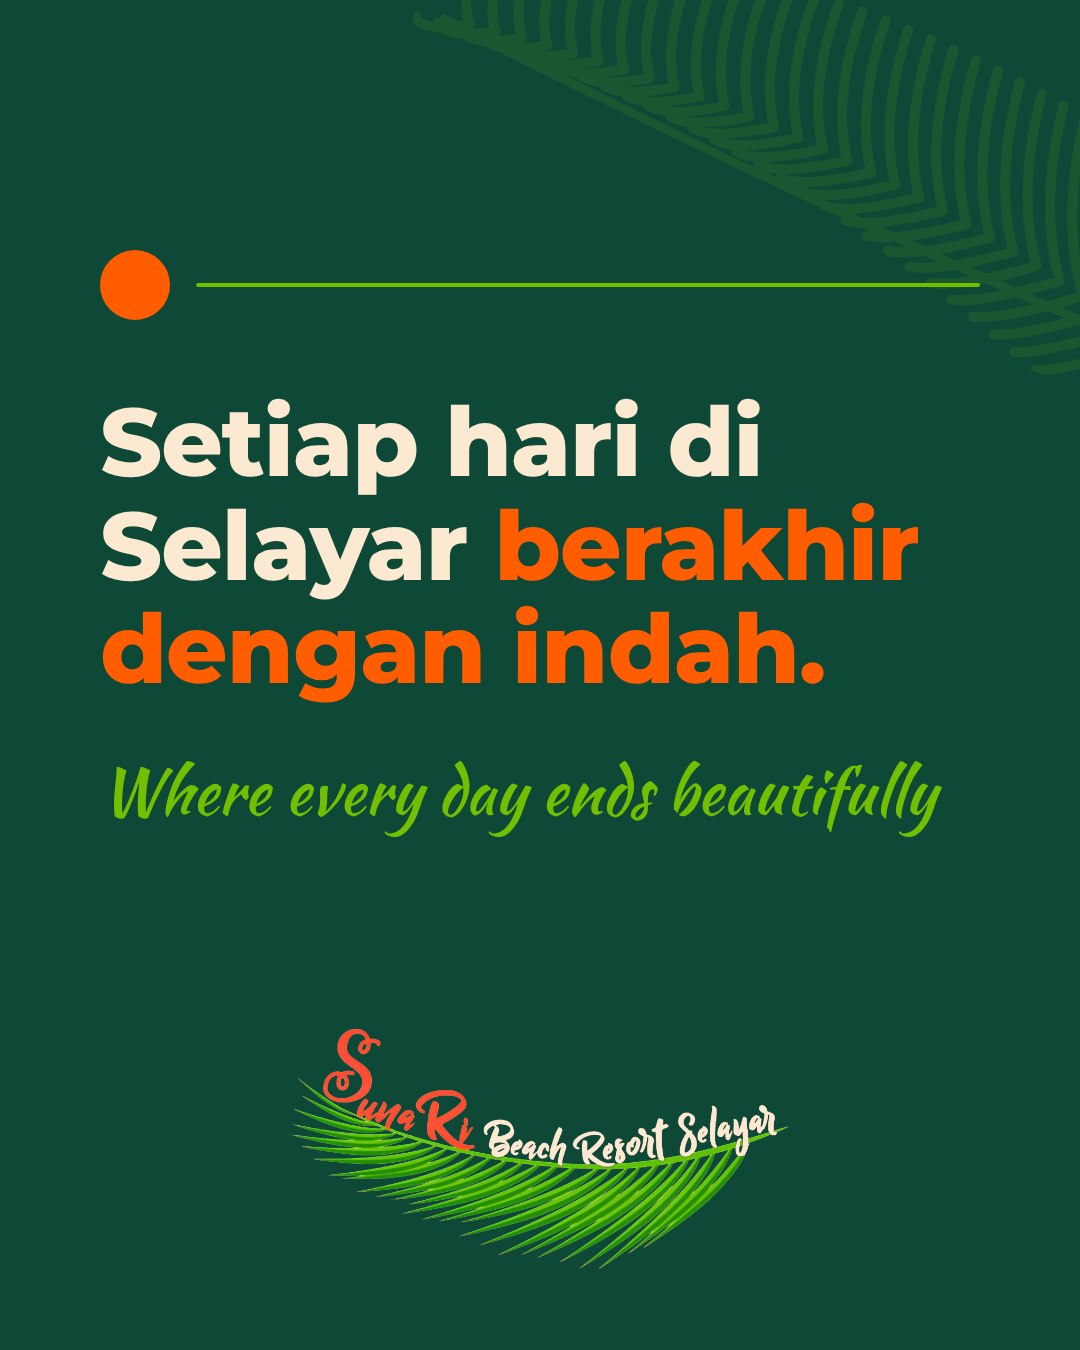 Setiap hari di
Selayar berakhir
dengan indah.
Where every day ends beautifully
SunaRi Beach Resort Selayar